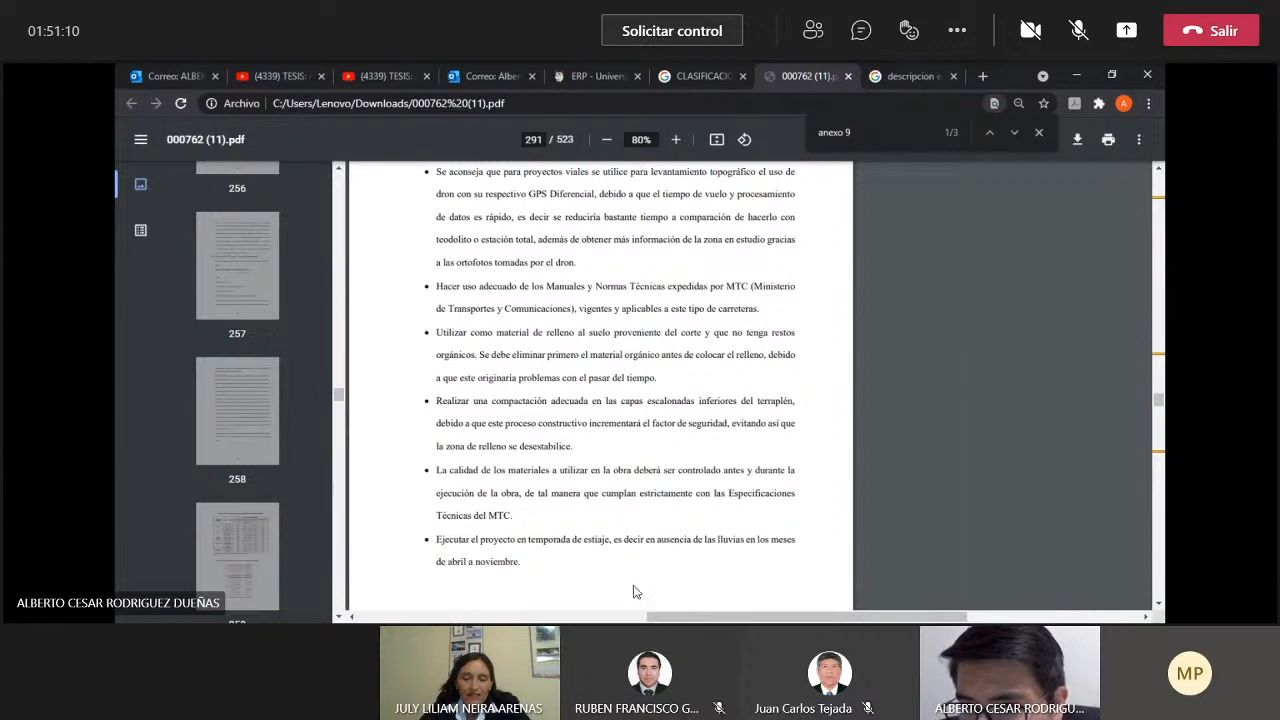 01:51:10
Solicitar control
Salir
Correo: ALBE
(4339) TESIS:
(4339) TESIS:
Correo: Albert
ERP - Univers
CLASIFICACIO
000762 (11).p
descripcion e
Archivo
C:/Users/Lenovo/Downloads/000762%20(11).pdf
A
000762 (11).pdf
291 / 523
80%
anexo 9
1/3
256
257
258
• Se aconseja que para proyectos viales se utilice para levantamiento topográfico el uso de
dron con su respectivo GPS Diferencial, debido a que el tiempo de vuelo y procesamiento
de datos es rápido, es decir se reduciría bastante tiempo a comparación de hacerlo con
teodolito o estación total, además de obtener más información de la zona en estudio gracias
a las ortofotos tomadas por el dron.
• Hacer uso adecuado de los Manuales y Normas Técnicas expedidas por MTC (Ministerio
de Transportes y Comunicaciones), vigentes y aplicables a este tipo de carreteras.
• Utilizar como material de relleno al suelo proveniente del corte y que no tenga restos
orgánicos. Se debe eliminar primero el material orgánico antes de colocar el relleno, debido
a que este originaría problemas con el pasar del tiempo.
• Realizar una compactación adecuada en las capas escalonadas inferiores del terraplén,
debido a que este proceso constructivo incrementará el factor de seguridad, evitando así que
la zona de relleno se desestabilice.
• La calidad de los materiales a utilizar en la obra deberá ser controlado antes y durante la
ejecución de la obra, de tal manera que cumplan estrictamente con las Especificaciones
Técnicas del MTC.
• Ejecutar el proyecto en temporada de estiaje, es decir en ausencia de las lluvias en los meses
de abril a noviembre.
ALBERTO CESAR RODRIGUEZ DUEÑAS
JULY LILIAM NEIRA ARENAS
RUBEN FRANCISCO G...
Juan Carlos Tejada
ALBERTO CESAR RODRIGU...
MP